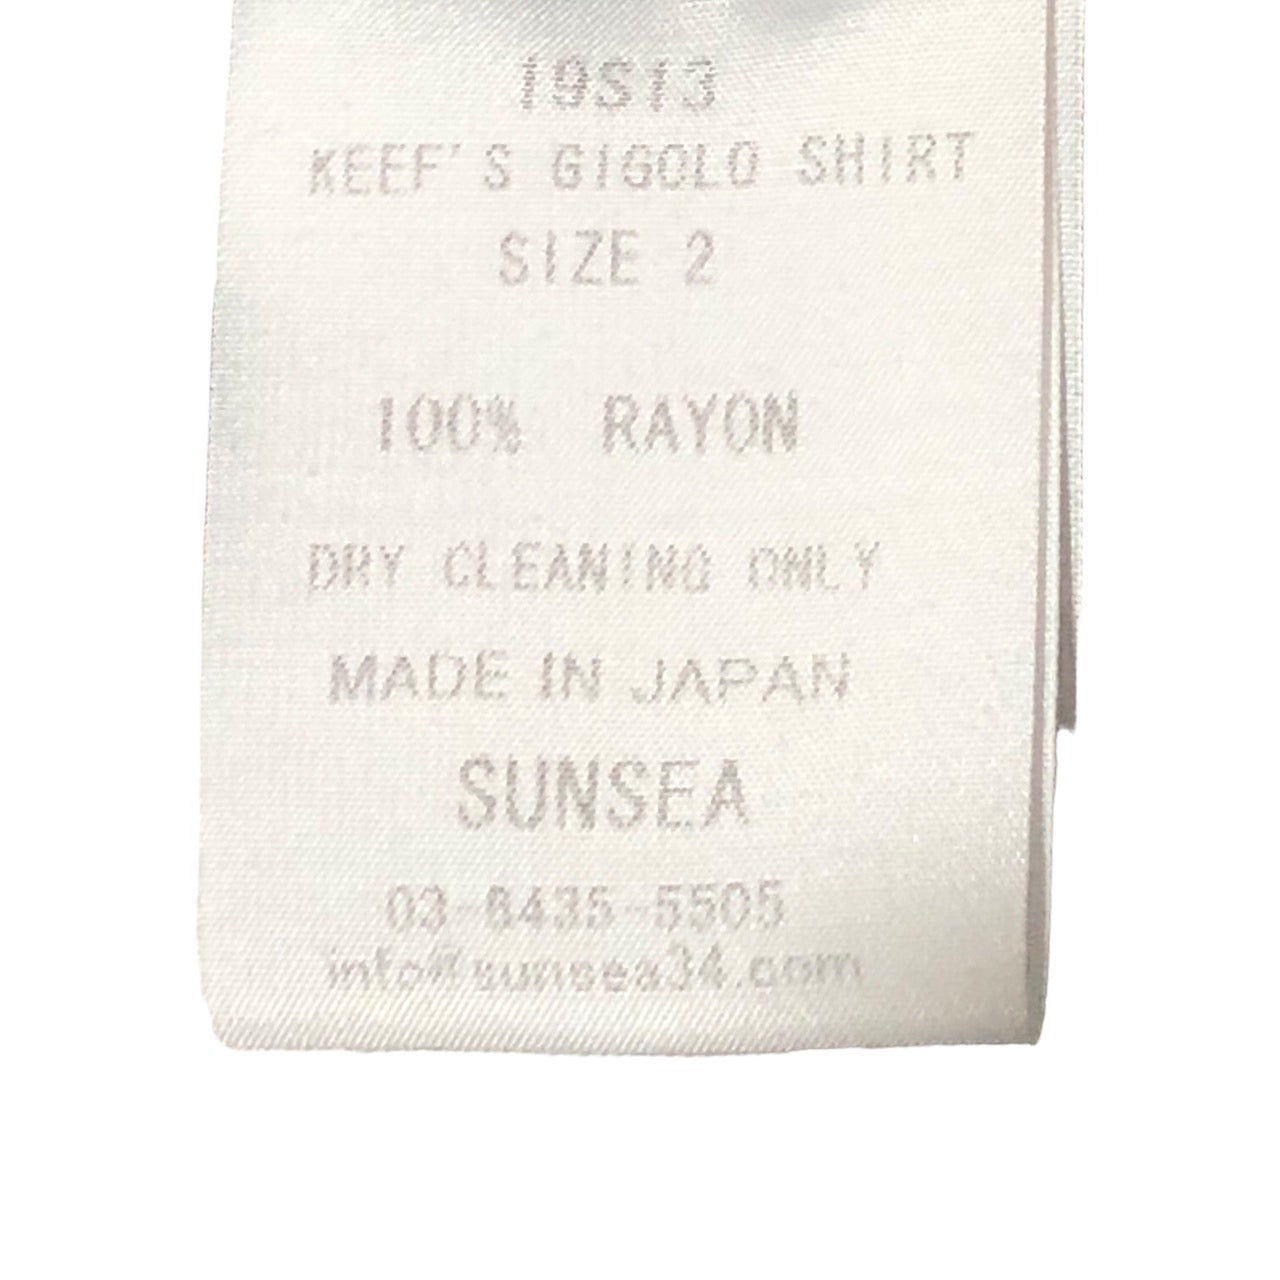 19S13
KEEF'S GIGOLO SHIRT
SIZE 2
100% RAYON
DRY CLEANING ONLY
MADE IN JAPAN
SUNSEA
03-6435-5505
info@sunsea34.com